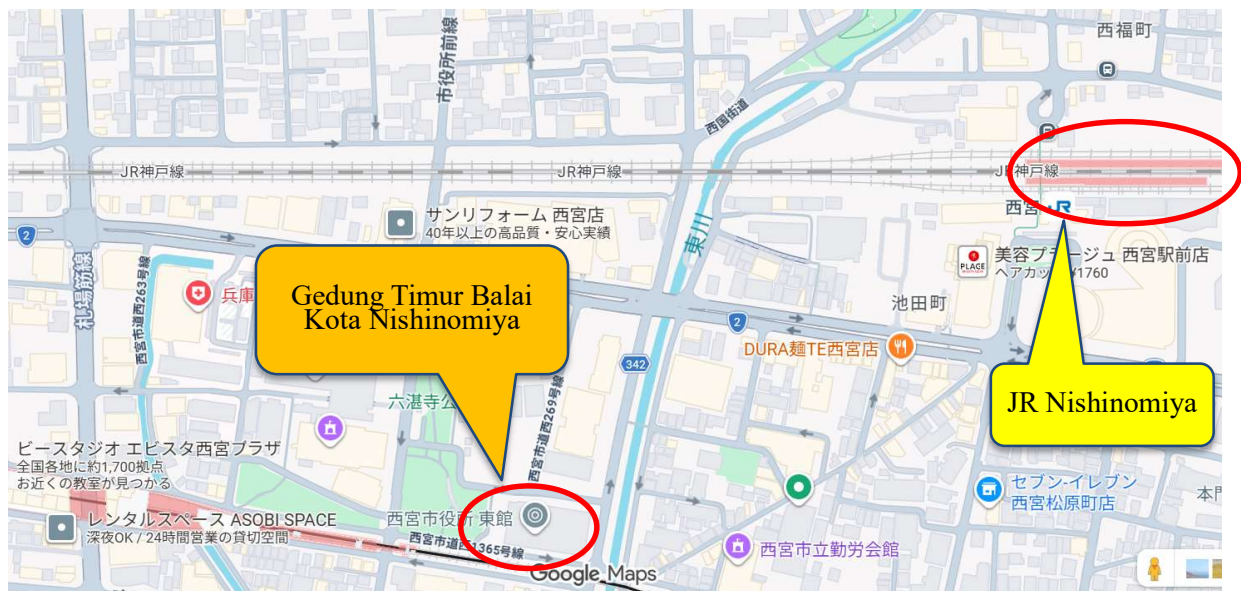 西福町
市役所前線
西国街道
JR神戸線
JR神戸線
JR神戸線
西宮
サンリフォーム 西宮店
40年以上の高品質・安心実績
東川
美容プラージュ 西宮駅前店
ヘアカット¥1760
PLAGE
2
札場筋線
西宮市道西263号線
兵庫
Gedung Timur Balai
Kota Nishinomiya
池田町
2
DURA麺TE西宮店
342
JR Nishinomiya
六湛寺公
西宮市道西269号線
ビースタジオ エビスタ西宮プラザ
全国各地に約1,700拠点
お近くの教室が見つかる
セブン-イレブン
西宮松原町店
本
レンタルスペース ASOBI SPACE
深夜OK / 24時間営業の貸切空間
西宮市役所 東館
西宮市道西1365号線
西宮市立勤労会館
Google Maps